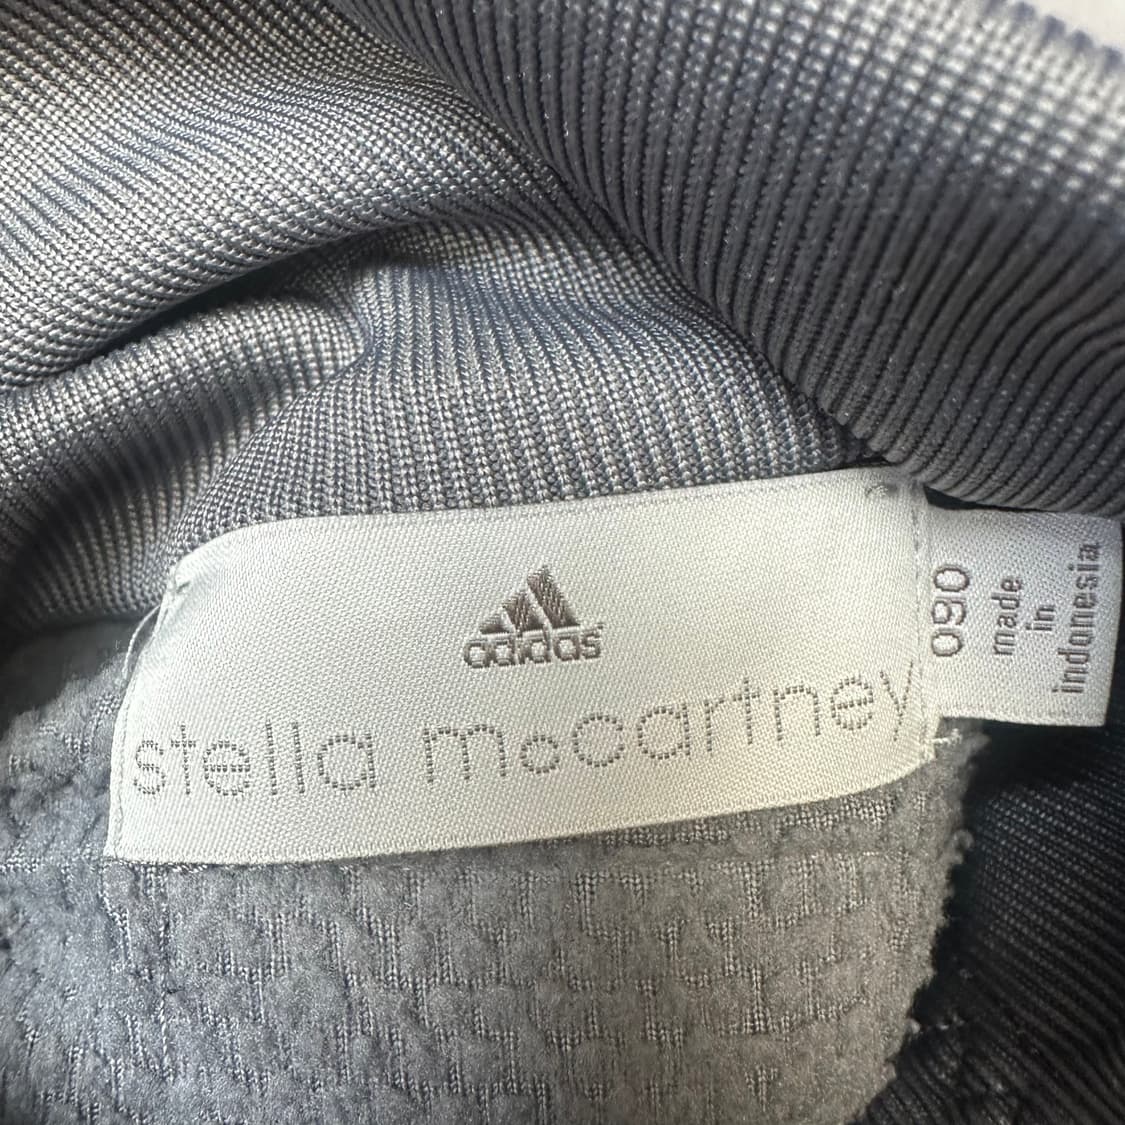 adidas
stella mccartney
090
made
in
indonesia